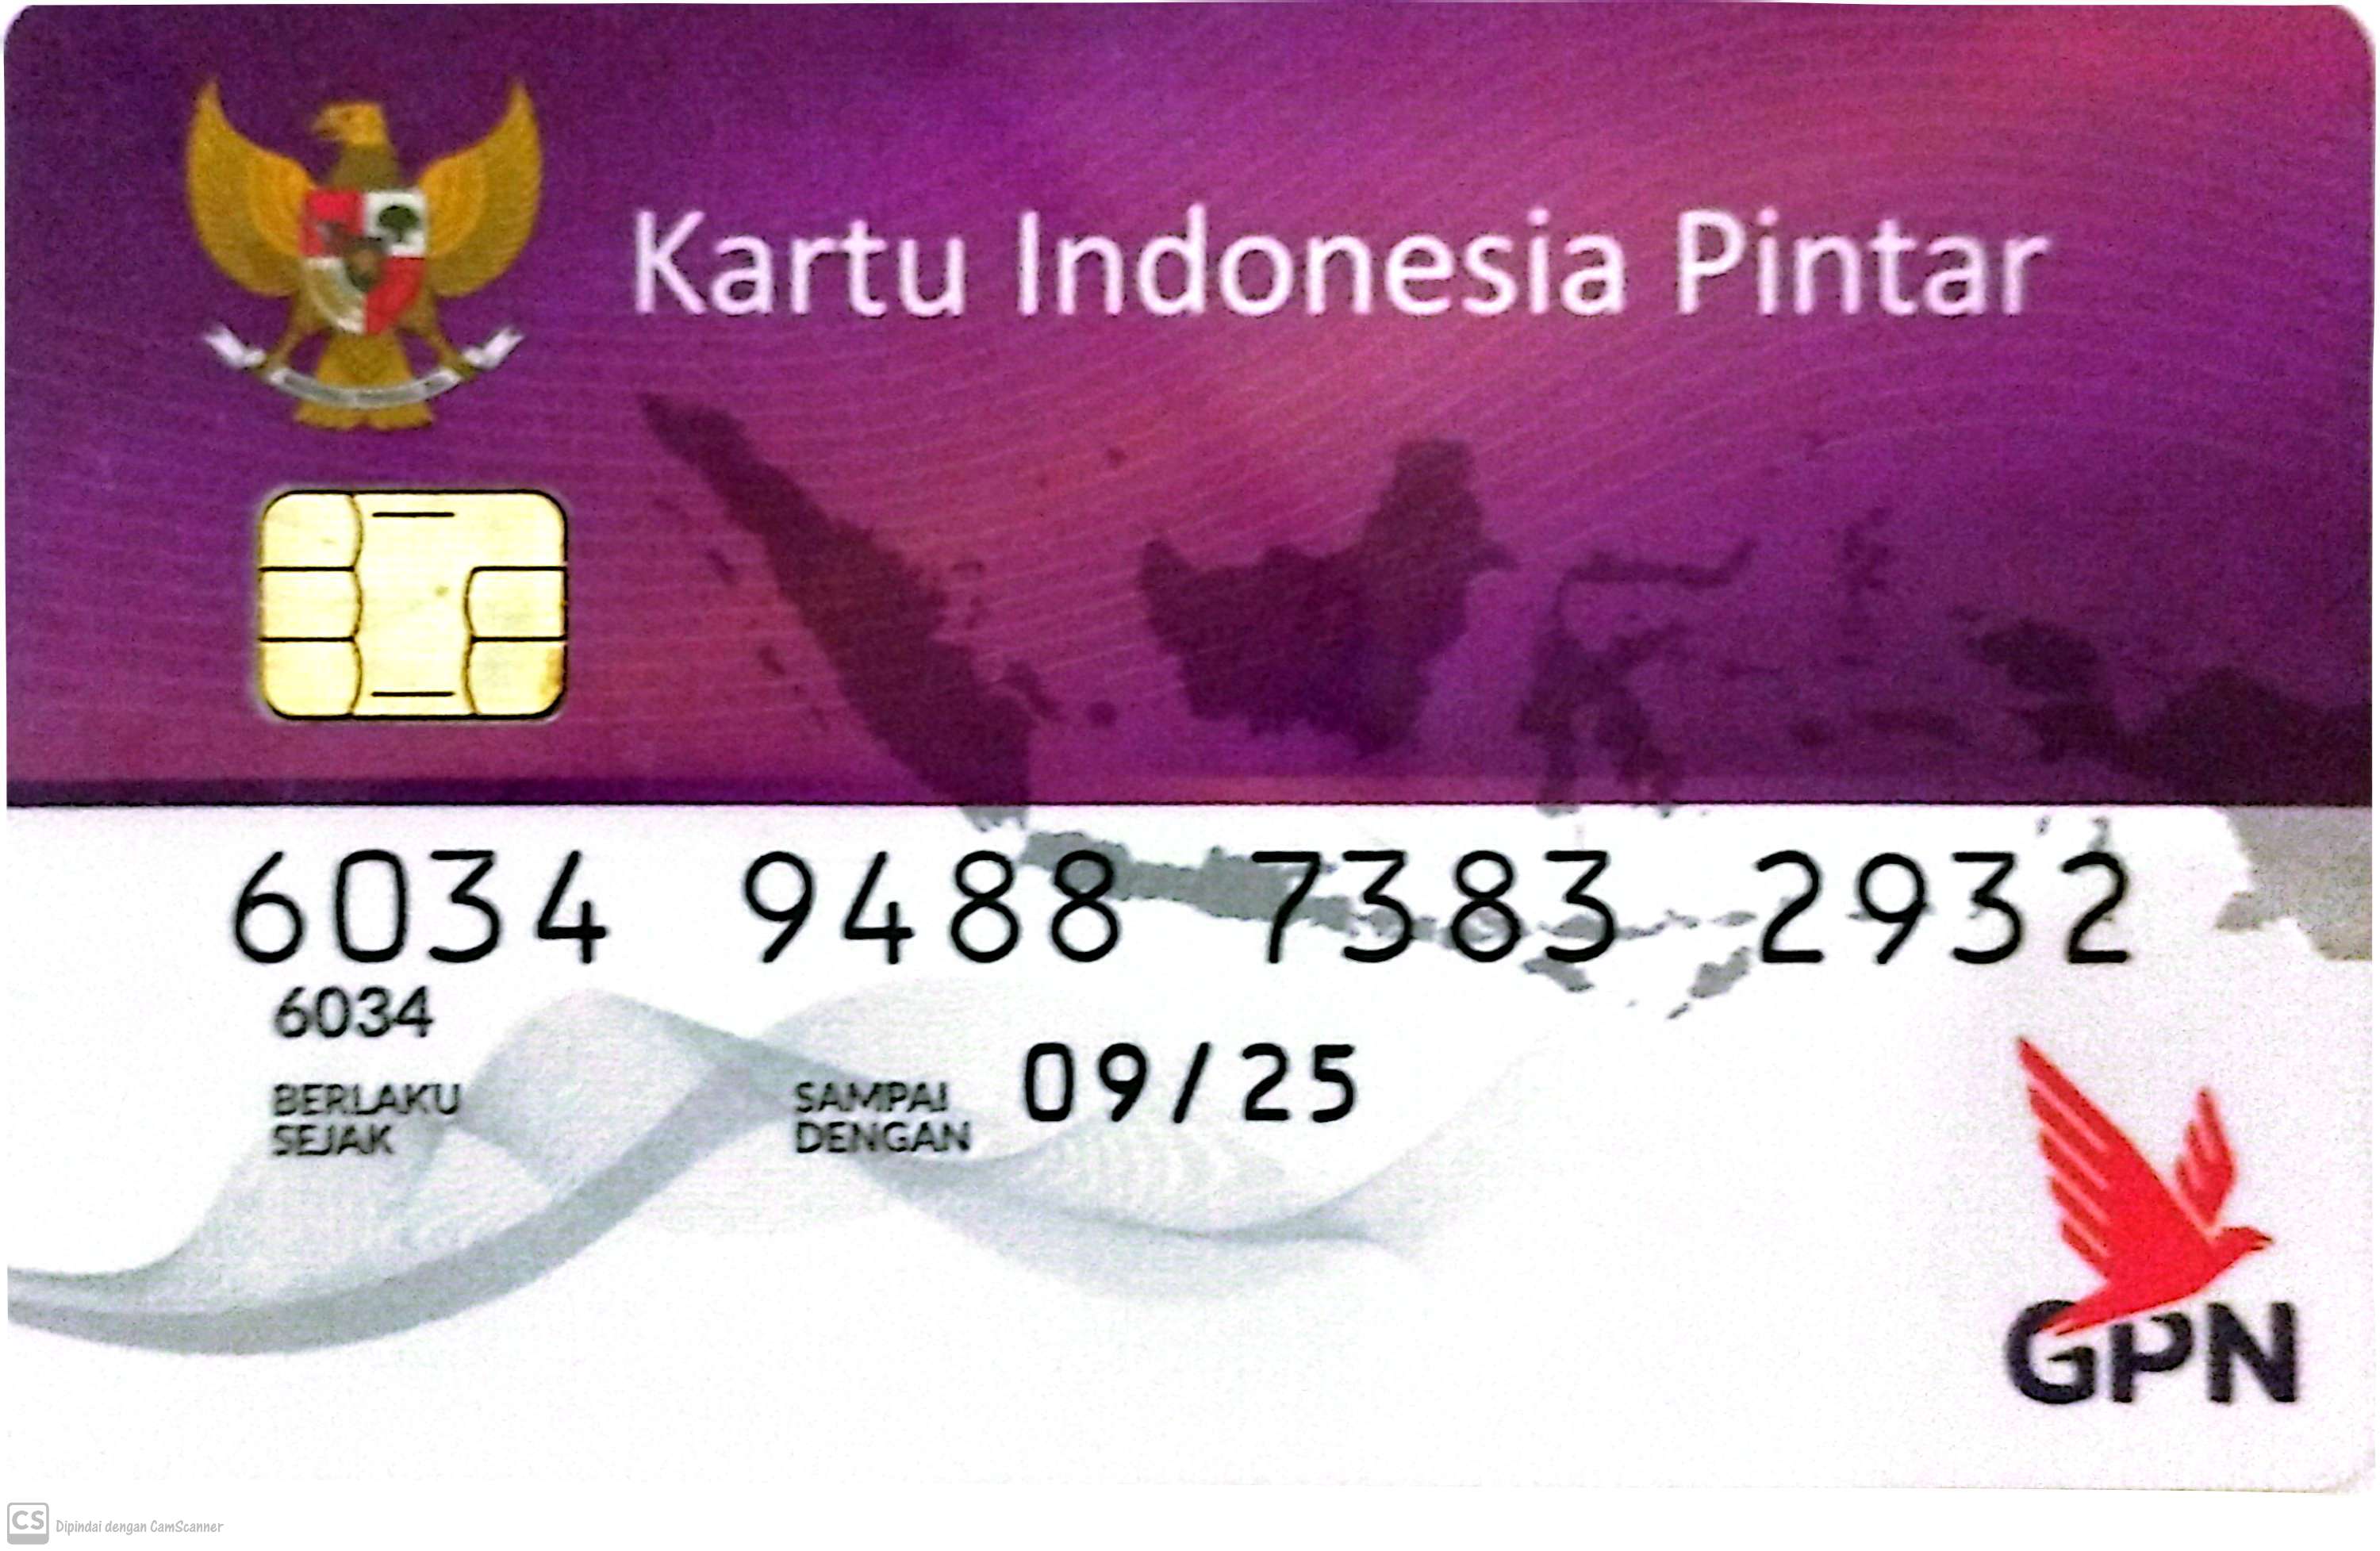 Kartu Indonesia Pintar
6034 9488 7383 2932
6034
BERLAKU
SEJAK
SAMPAI
DENGAN
09/25
GPN
CS Dipindai dengan CamScanner